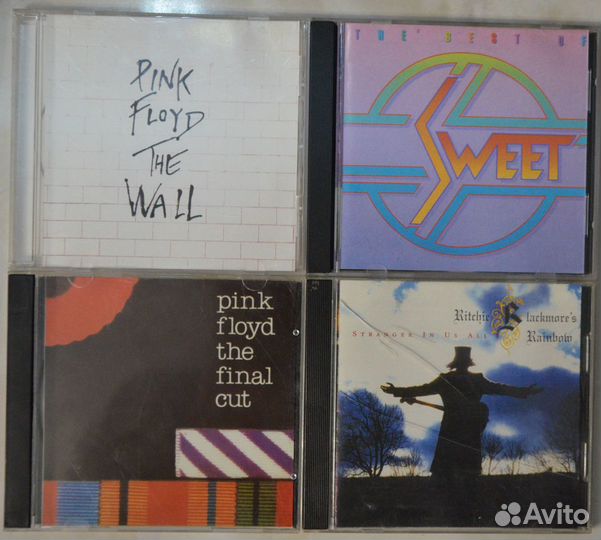 PINK
FLOYD
THE
WALL
THE BEST OF
SWEET
pink
floyd the
final
cut
Ritchie Blackmore's
STRANGER IN US ALL
Rainbow
Avito